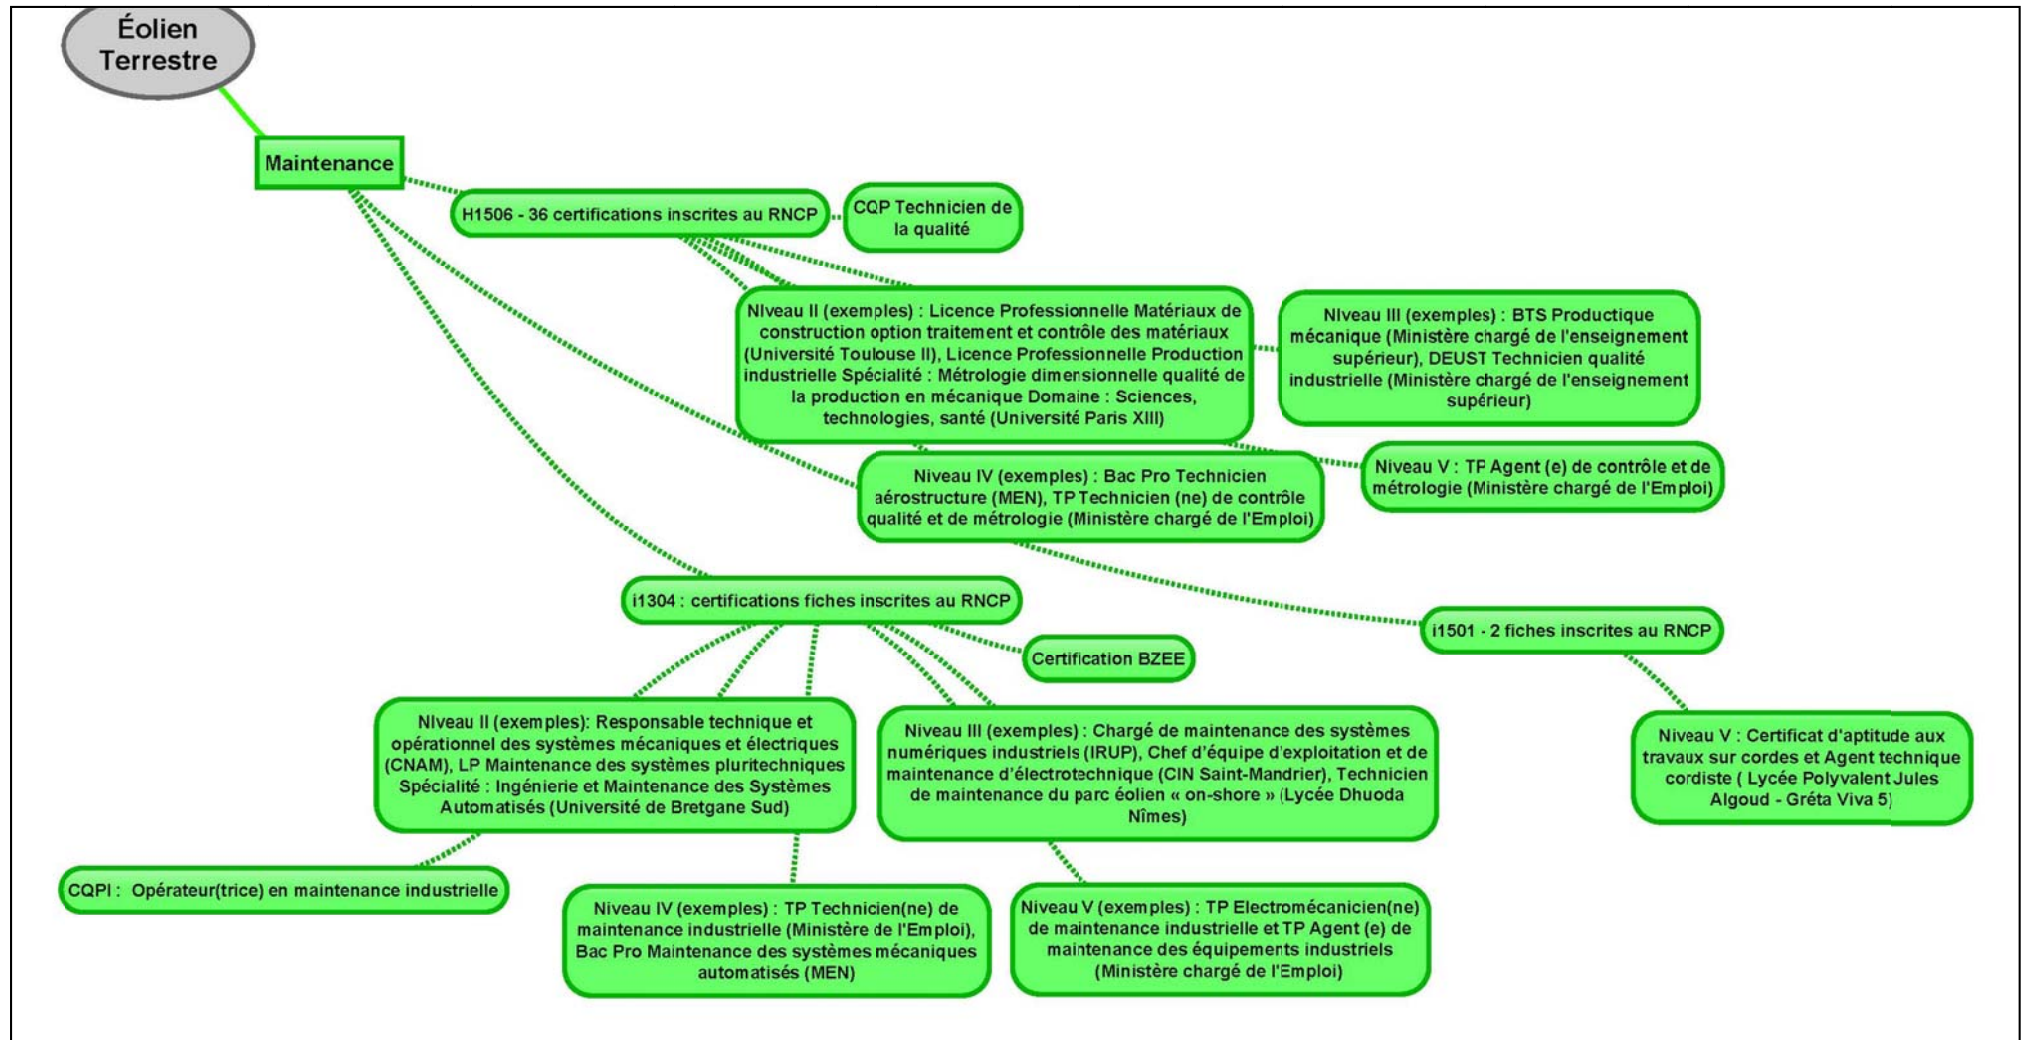 Éolien
Terrestre
Maintenance
H1506 - 36 certifications inscrites au RNCP
CQP Technicien de
la qualité
NIveau II (exemples) : Licence Professionnelle Matériaux de
construction option traitement et contrôle des matériaux
(Université Toulouse II), Licence Professionnelle Production
industrielle Spécialité : Métrologie dimensionnelle qualité de
la production en mécanique Domaine : Sciences,
technologies, santé (Université Paris XIII)
NIveau III (exemples) : BTS Productique
mécanique (Ministère chargé de l'enseignement
supérieur), DEUST Technicien qualité
industrielle (Ministère chargé de l'enseignement
supérieur)
Niveau IV (exemples) : Bac Pro Technicien
aérostructure (MEN), TP Technicien (ne) de contrôle
qualité et de métrologie (Ministère chargé de l'Emploi)
Niveau V : TP Agent (e) de contrôle et de
métrologie (Ministère chargé de l'Emploi)
i1304 : certifications fiches inscrites au RNCP
i1501 - 2 fiches inscrites au RNCP
Certification BZEE
NIveau II (exemples): Responsable technique et
opérationnel des systèmes mécaniques et électriques
(CNAM), LP Maintenance des systèmes pluritechniques
Spécialité : Ingénierie et Maintenance des Systèmes
Automatisés (Université de Bretgane Sud)
Niveau III (exemples) : Chargé de maintenance des systèmes
numériques industriels (IRUP), Chef d'équipe d'exploitation et de
maintenance d'électrotechnique (CIN Saint-Mandrier), Technicien
de maintenance du parc éolien « on-shore » (Lycée Dhuoda
Nîmes)
Niveau V : Certificat d'aptitude aux
travaux sur cordes et Agent technique
cordiste ( Lycée Polyvalent Jules
Algoud - Gréta Viva 5)
CQPI :  Opérateur(trice) en maintenance industrielle
Niveau IV (exemples) : TP Technicien(ne) de
maintenance industrielle (Ministère de l'Emploi),
Bac Pro Maintenance des systèmes mécaniques
automatisés (MEN)
Niveau V (exemples) : TP Electromécanicien(ne)
de maintenance industrielle et TP Agent (e) de
maintenance des équipements industriels
(Ministère chargé de l'Emploi)